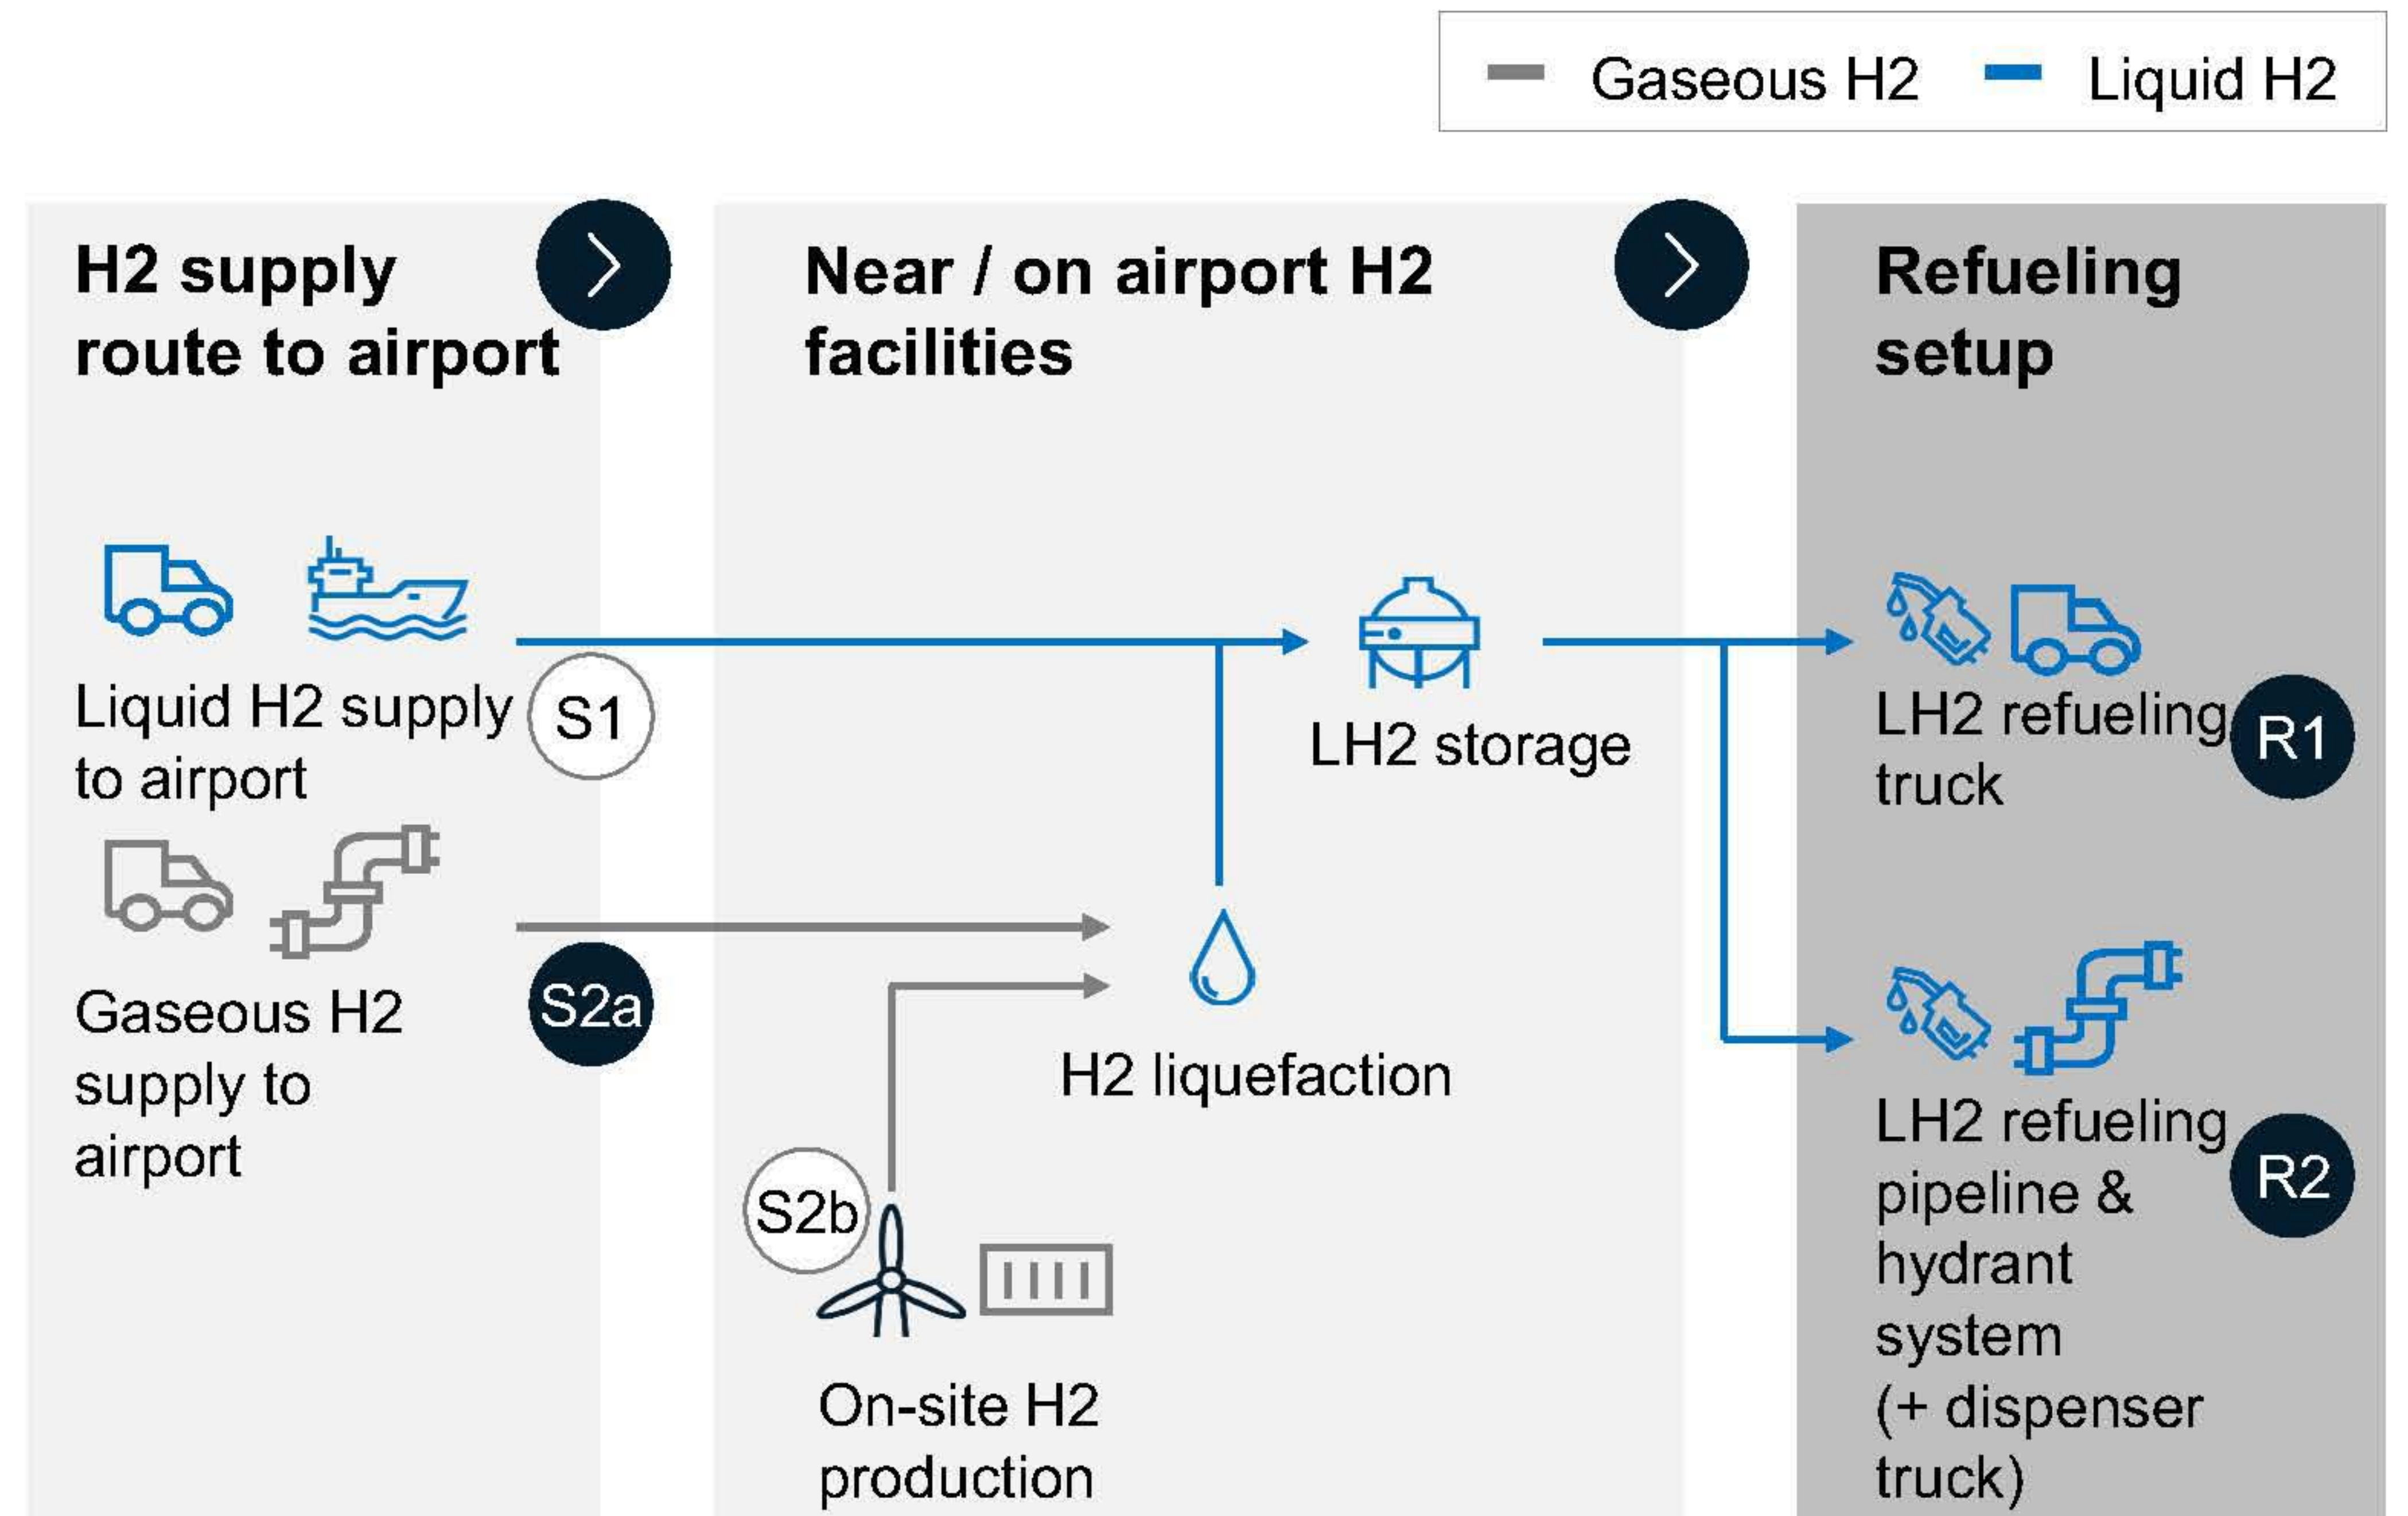 Gaseous H2
Liquid H2
H2 supply
route to airport
Near / on airport H2
facilities
Refueling
setup
Liquid H2 supply
to airport
S1
LH2 storage
LH2 refueling
truck
R1
Gaseous H2
supply to
airport
S2a
H2 liquefaction
S2b
On-site H2
production
LH2 refueling
pipeline &
hydrant
system
(+ dispenser
truck)
R2